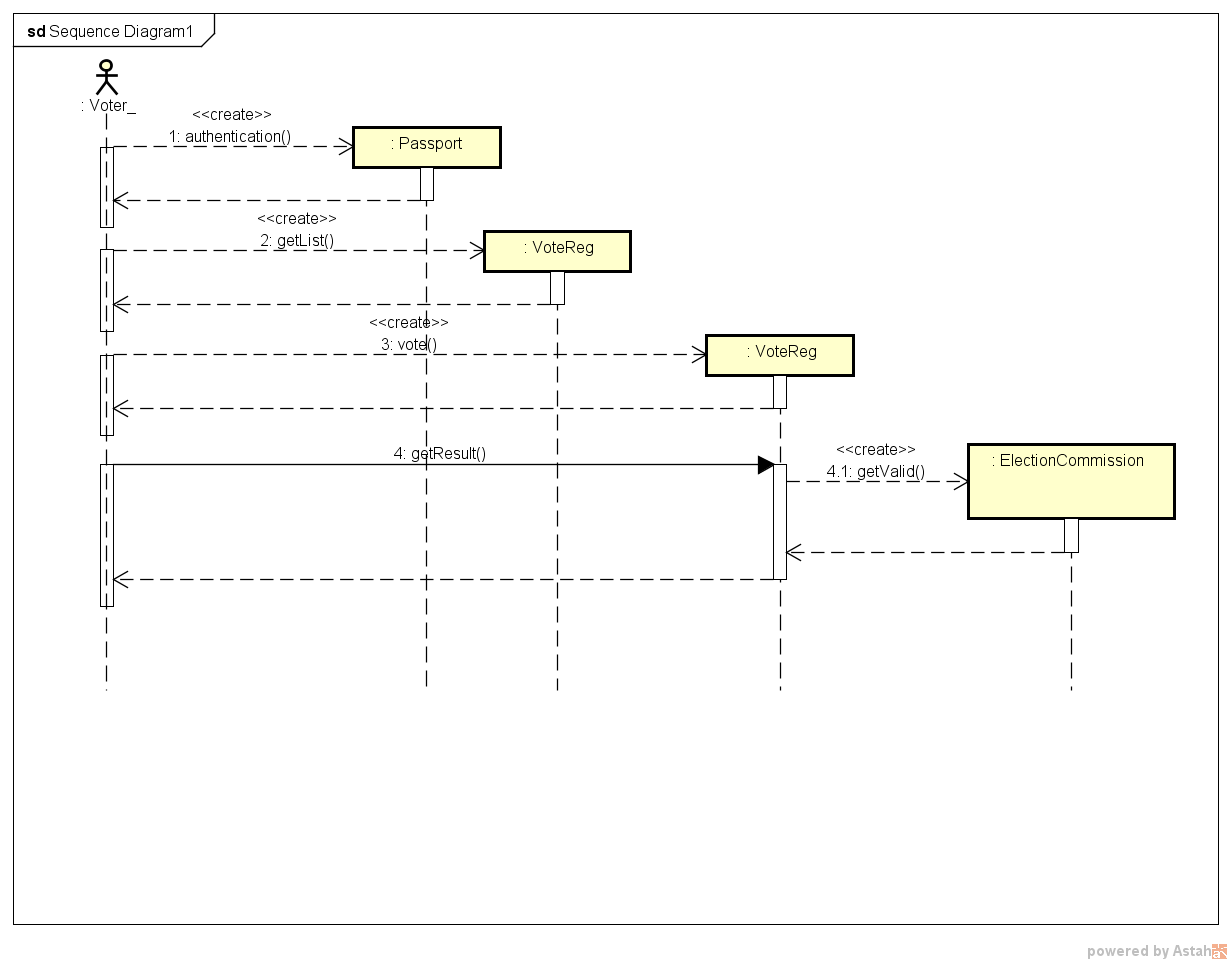 sd Sequence Diagram1
: Voter_
<<create>>
1: authentication()
: Passport
<<create>>
2: getList()
: VoteReg
<<create>>
3: vote()
: VoteReg
4: getResult()
<<create>>
4.1: getValid()
: ElectionCommission
powered by Astah